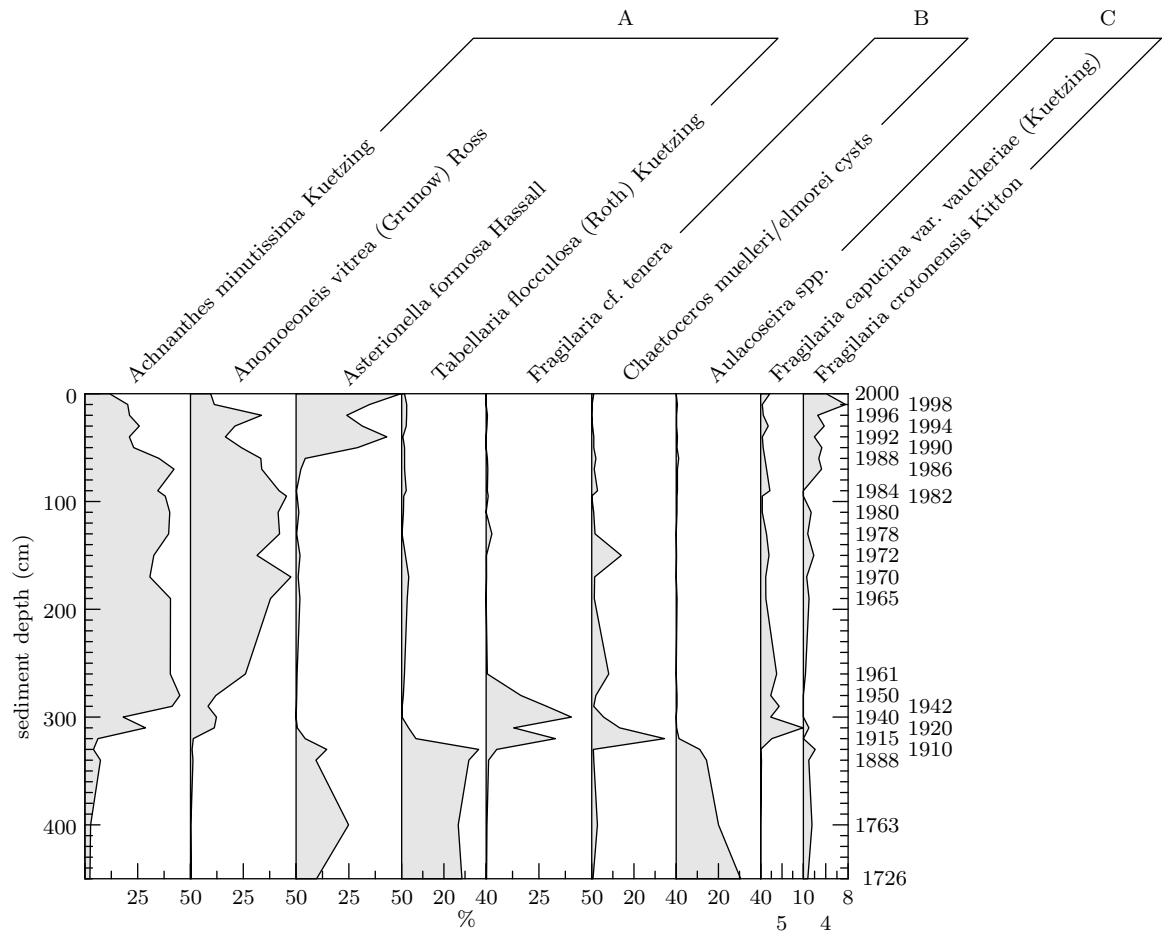 A B C
Achnanthes minutissima Kuetzing
Anomoeoneis vitrea (Grunow) Ross
Asterionella formosa Hassall
Tabellaria flocculosa (Roth) Kuetzing
Fragilaria cf. tenera
Chaetoceros muelleri/elmorei cysts
Aulacoseira spp.
Fragilaria capucina var. vaucheriae (Kuetzing)
Fragilaria crotonensis Kitton
sediment depth (cm)
0
100
200
300
400
2000
1998
1996
1994
1992
1990
1988
1986
1984
1982
1980
1978
1972
1970
1965
1961
1950
1942
1940
1920
1915
1910
1888
1763
1726
25 50 25 50 25 50 20 40 25 50 20 40 20 40 10 8
5 4
%